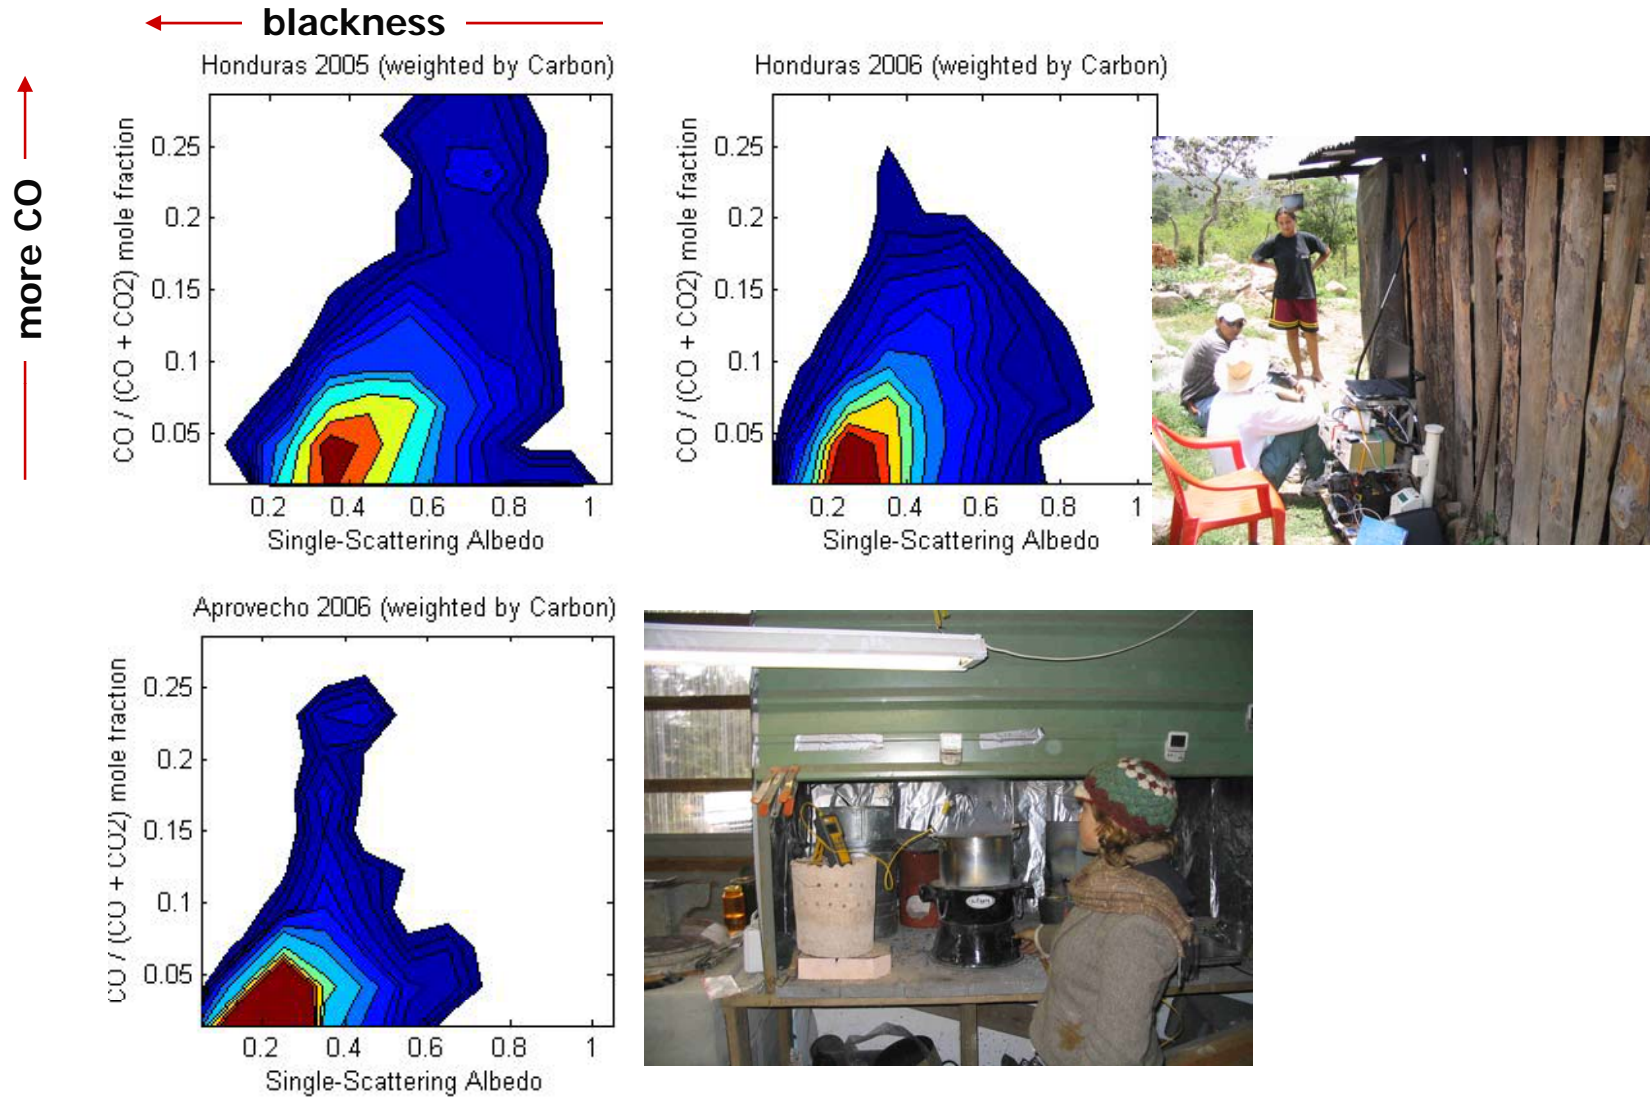 blackness
more CO
Honduras 2005 (weighted by Carbon)
CO / (CO + CO2) mole fraction
0.25
0.2
0.15
0.1
0.05
0.2 0.4 0.6 0.8 1
Single-Scattering Albedo
Honduras 2006 (weighted by Carbon)
CO / (CO + CO2) mole fraction
0.25
0.2
0.15
0.1
0.05
0.2 0.4 0.6 0.8 1
Single-Scattering Albedo
Aprovecho 2006 (weighted by Carbon)
CO / (CO + CO2) mole fraction
0.25
0.2
0.15
0.1
0.05
0.2 0.4 0.6 0.8 1
Single-Scattering Albedo